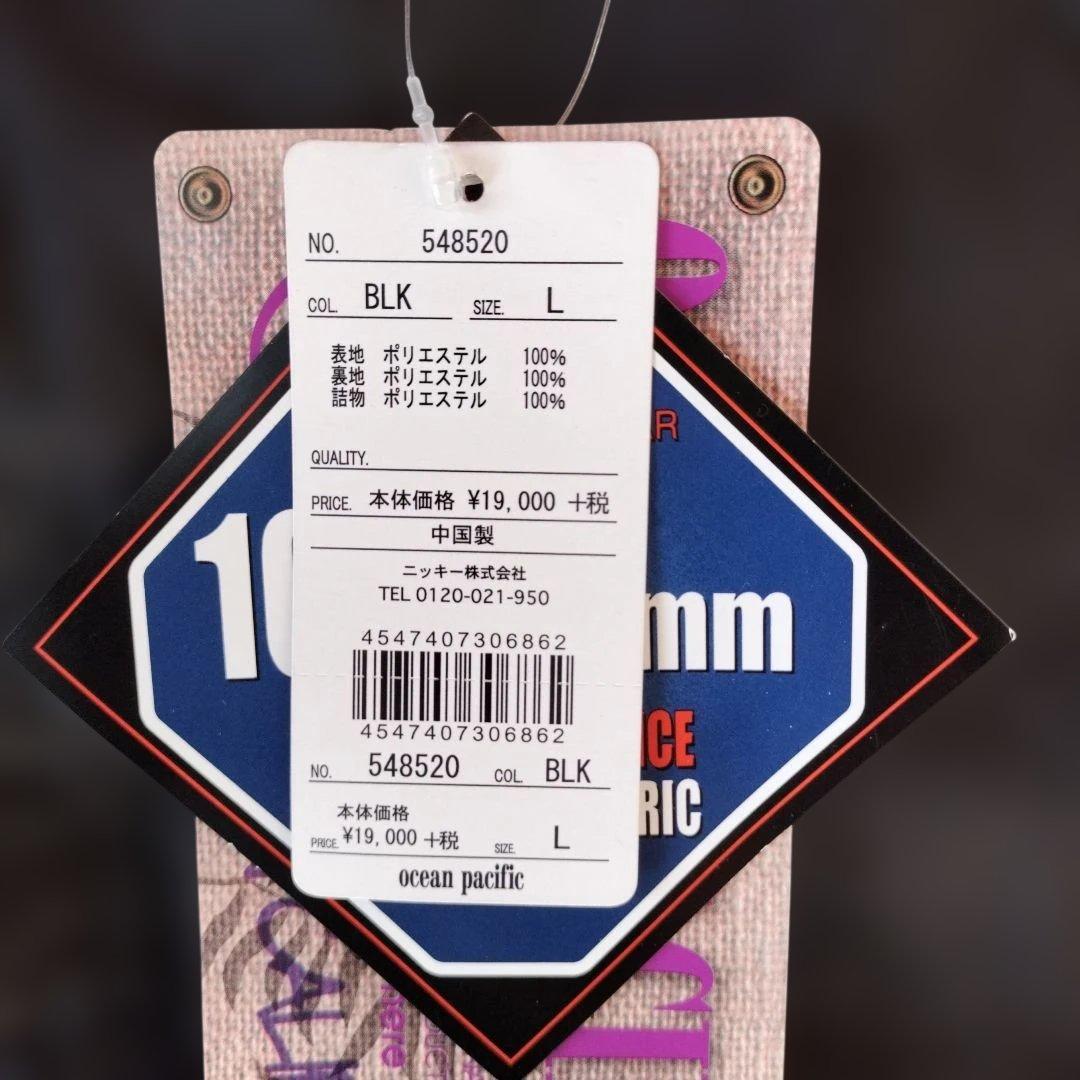 NO. 548520
COL. BLK SIZE. L
表地 ポリエステル 100%
裏地 ポリエステル 100%
詰物 ポリエステル 100%
QUALITY.
PRICE. 本体価格 ¥19,000 +税
中国製
ニッキー株式会社
TEL 0120-021-950
4547407306862
4547407306862
NO. 548520 COL. BLK
本体価格
PRICE. ¥19,000 +税 SIZE. L
ocean pacific
mm